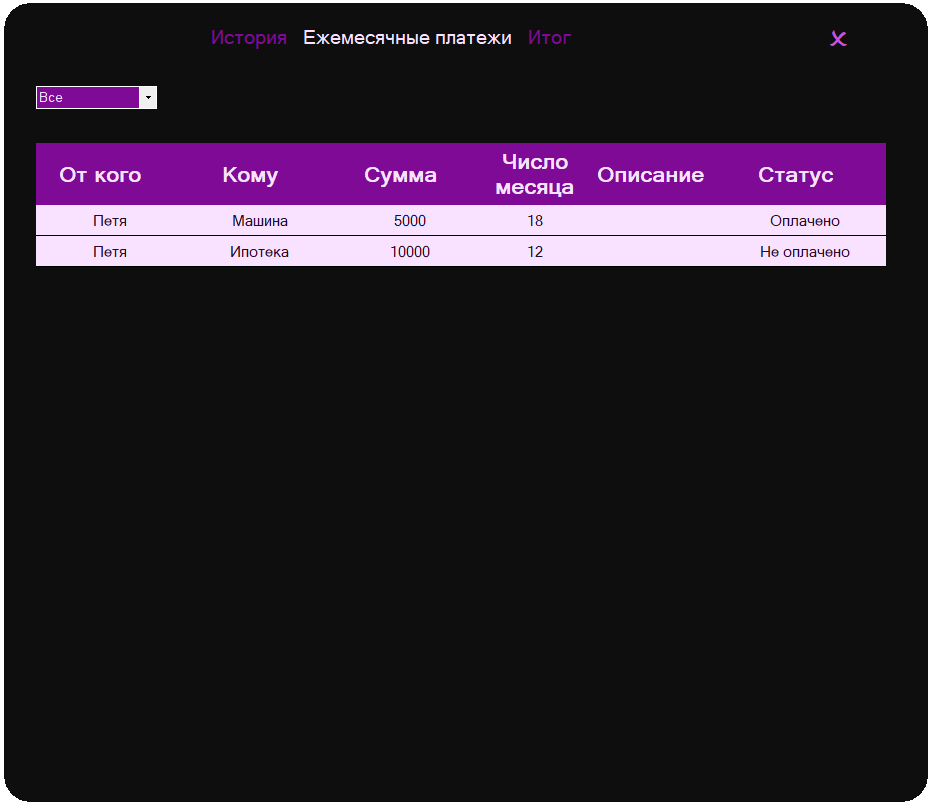 История Ежемесячные платежи Итог x
Все
От кого Кому Сумма Число месяца Описание Статус
Петя Машина 5000 18 Оплачено
Петя Ипотека 10000 12 Не оплачено